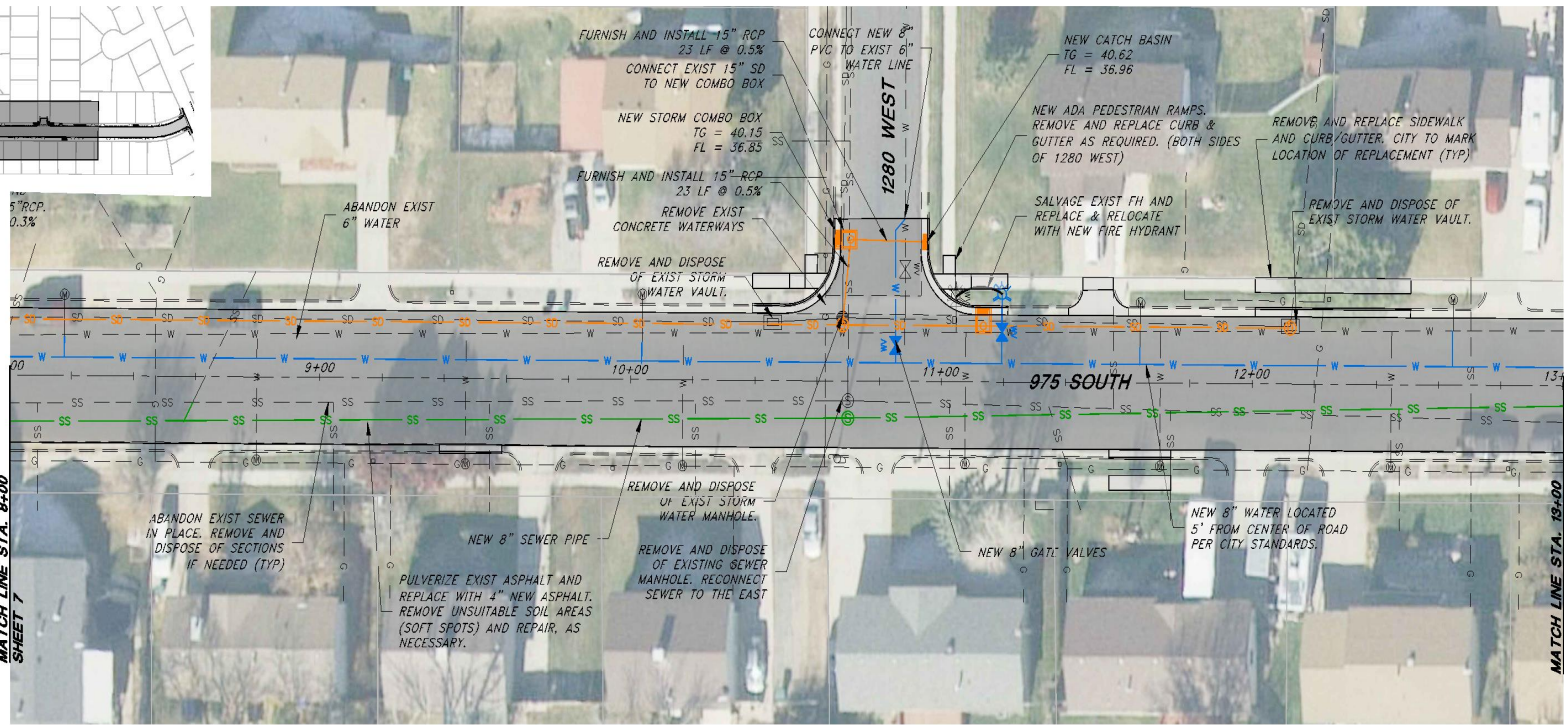 FURNISH AND INSTALL 15" RCP
23 LF @ 0.5%
CONNECT EXIST 15" SD
TO NEW COMBO BOX
NEW STORM COMBO BOX
TG = 40.15
FL = 36.85
FURNISH AND INSTALL 15" RCP
23 LF @ 0.5%
REMOVE EXIST
CONCRETE WATERWAYS
REMOVE AND DISPOSE
OF EXIST STORM
WATER VAULT.
CONNECT NEW 8"
PVC TO EXIST 6"
WATER LINE
1280 WEST
NEW CATCH BASIN
TG = 40.62
FL = 36.96
NEW ADA PEDESTRIAN RAMPS.
REMOVE AND REPLACE CURB &
GUTTER AS REQUIRED. (BOTH SIDES
OF 1280 WEST)
SALVAGE EXIST FH AND
REPLACE & RELOCATE
WITH NEW FIRE HYDRANT
REMOVE AND REPLACE SIDEWALK
AND CURB/GUTTER. CITY TO MARK
LOCATION OF REPLACEMENT (TYP)
REMOVE AND DISPOSE OF
EXIST STORM WATER VAULT.
5"RCP.
0.3%
ABANDON EXIST
6" WATER
00
9+00
10+00
11+00
12+00
13+
975 SOUTH
MATCH LINE STA. 8+00
SHEET 7
ABANDON EXIST SEWER
IN PLACE. REMOVE AND
DISPOSE OF SECTIONS
IF NEEDED (TYP)
PULVERIZE EXIST ASPHALT AND
REPLACE WITH 4" NEW ASPHALT.
REMOVE UNSUITABLE SOIL AREAS
(SOFT SPOTS) AND REPAIR, AS
NECESSARY.
NEW 8" SEWER PIPE
REMOVE AND DISPOSE
OF EXIST STORM
WATER MANHOLE.
REMOVE AND DISPOSE
OF EXISTING SEWER
MANHOLE. RECONNECT
SEWER TO THE EAST
NEW 8" GATE VALVES
NEW 8" WATER LOCATED
5' FROM CENTER OF ROAD
PER CITY STANDARDS.
MATCH LINE STA. 13+00